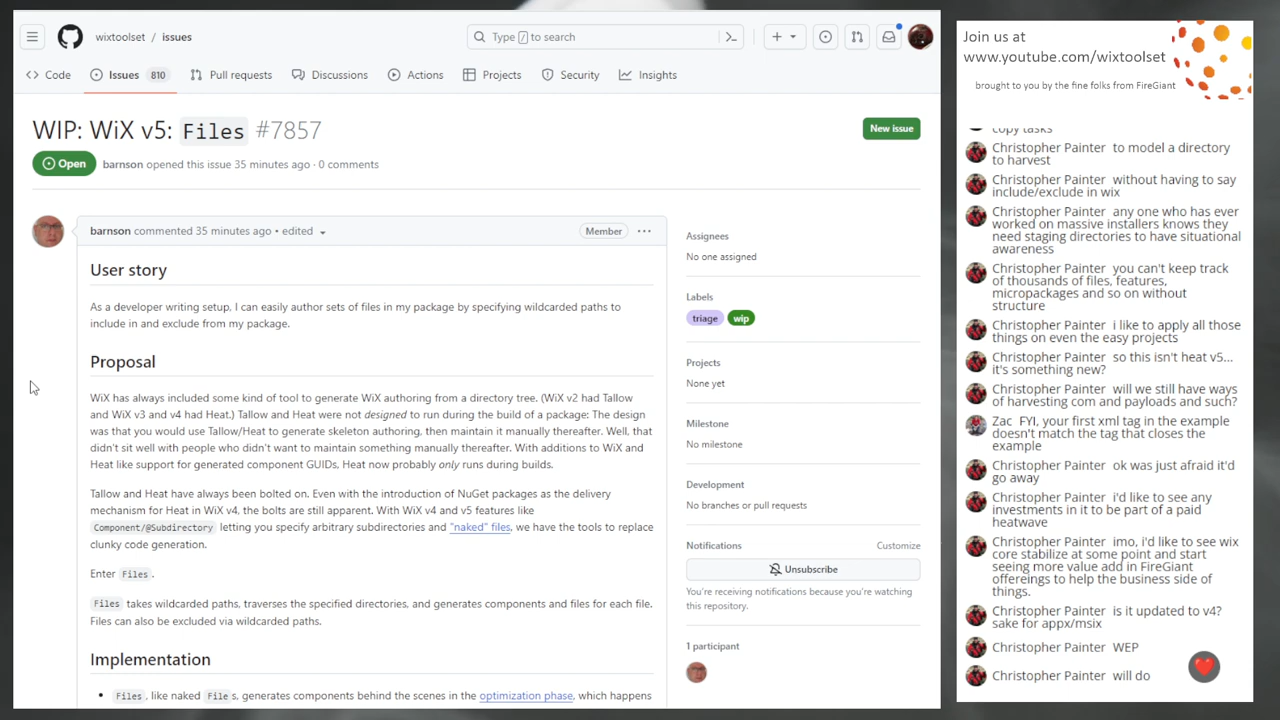 wixtoolset / issues
Type / to search
Code
Issues 810
Pull requests
Discussions
Actions
Projects
Security
Insights
WIP: WiX v5: Files #7857
New issue
Open
barnson opened this issue 35 minutes ago · 0 comments
barnson commented 35 minutes ago • edited
Member
User story
As a developer writing setup, I can easily author sets of files in my package by specifying wildcarded paths to
include in and exclude from my package.
Proposal
WiX has always included some kind of tool to generate WiX authoring from a directory tree. (WiX v2 had Tallow
and WiX v3 and v4 had Heat.) Tallow and Heat were not designed to run during the build of a package: The design
was that you would use Tallow/Heat to generate skeleton authoring, then maintain it manually thereafter. Well, that
didn't sit well with people who didn't want to maintain something manually thereafter. With additions to WiX and
Heat like support for generated component GUIDs, Heat now probably only runs during builds.
Tallow and Heat have always been bolted on. Even with the introduction of NuGet packages as the delivery
mechanism for Heat in WiX v4, the bolts are still apparent. With WiX v4 and v5 features like
Component/@Subdirectory letting you specify arbitrary subdirectories and "naked" files, we have the tools to replace
clunky code generation.
Enter Files.
Files takes wildcarded paths, traverses the specified directories, and generates components and files for each file.
Files can also be excluded via wildcarded paths.
Implementation
• Files, like naked File s, generates components behind the scenes in the optimization phase, which happens
Assignees
No one assigned
Labels
triage wip
Projects
None yet
Milestone
No milestone
Development
No branches or pull requests
Notifications Customize
Unsubscribe
You're receiving notifications because you're watching
this repository.
1 participant
Join us at
www.youtube.com/wixtoolset
brought to you by the fine folks from FireGiant
copy tasks
Christopher Painter to model a directory
to harvest
Christopher Painter without having to say
include/exclude in wix
Christopher Painter any one who has ever
worked on massive installers knows they
need staging directories to have situational
awareness
Christopher Painter you can't keep track
of thousands of files, features,
micropackages and so on without
structure
Christopher Painter i like to apply all those
things on even the easy projects
Christopher Painter so this isn't heat v5...
it's something new?
Christopher Painter will we still have ways
of harvesting com and payloads and such?
Zac FYI, your first xml tag in the example
doesn't match the tag that closes the
example
Christopher Painter ok was just afraid it'd
go away
Christopher Painter i'd like to see any
investments in it to be part of a paid
heatwave
Christopher Painter imo, i'd like to see wix
core stabilize at some point and start
seeing more value add in FireGiant
offereings to help the business side of
things.
Christopher Painter is it updated to v4?
sake for appx/msix
Christopher Painter WEP
Christopher Painter will do